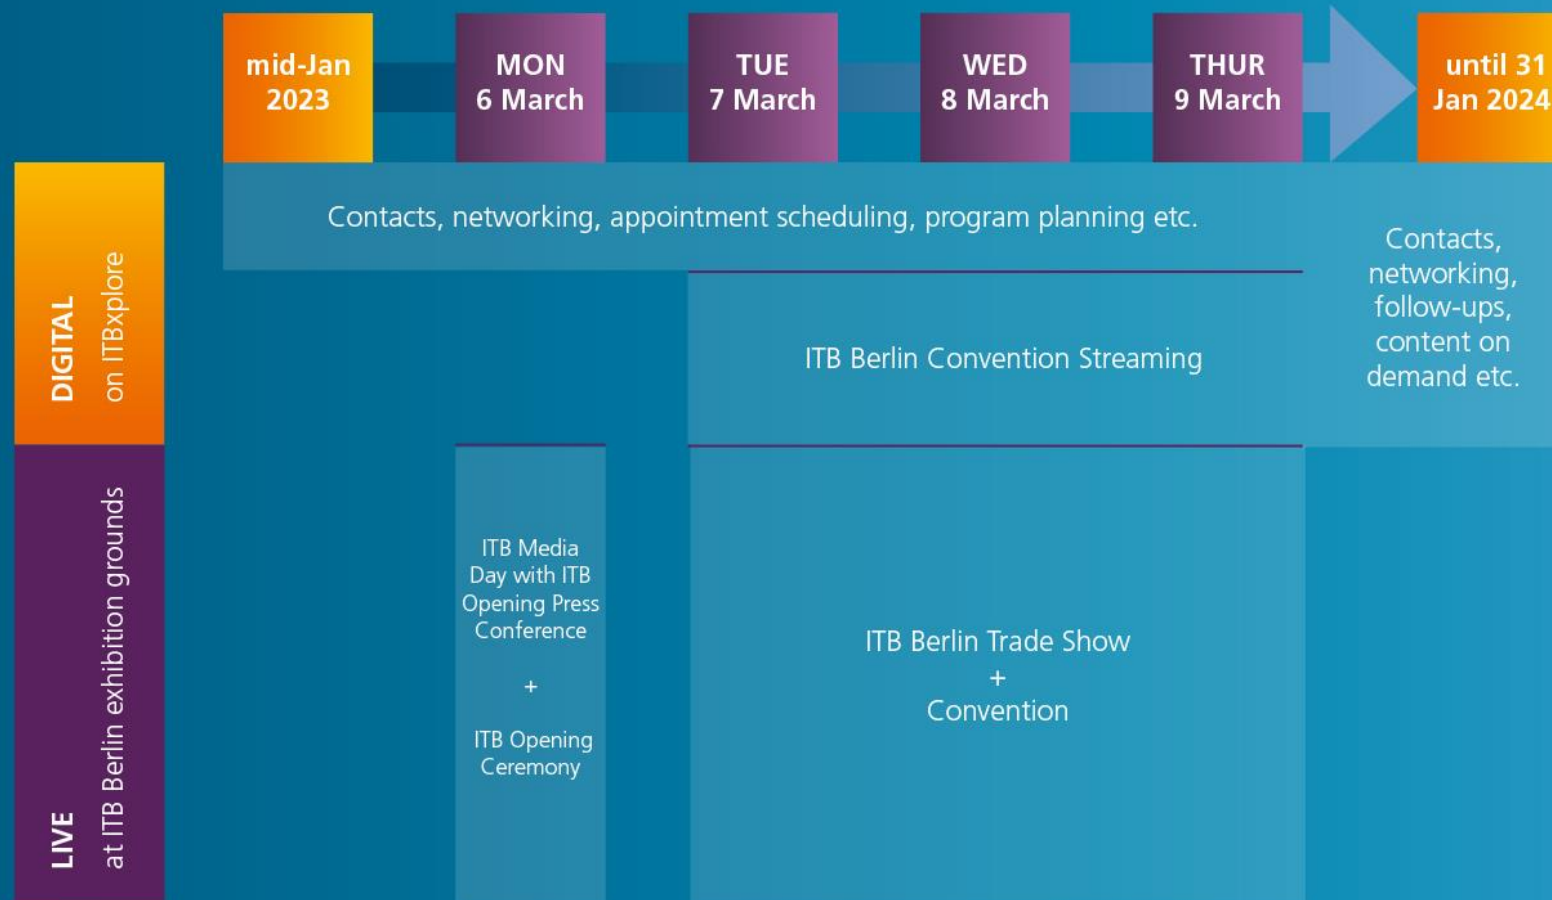 mid-Jan
2023
MON
6 March
TUE
7 March
WED
8 March
THUR
9 March
until 31
Jan 2024
DIGITAL
on ITBxplore
Contacts, networking, appointment scheduling, program planning etc.
Contacts,
networking,
follow-ups,
content on
demand etc.
ITB Berlin Convention Streaming
LIVE
at ITB Berlin exhibition grounds
ITB Media
Day with ITB
Opening Press
Conference
+
ITB Opening
Ceremony
ITB Berlin Trade Show
+
Convention